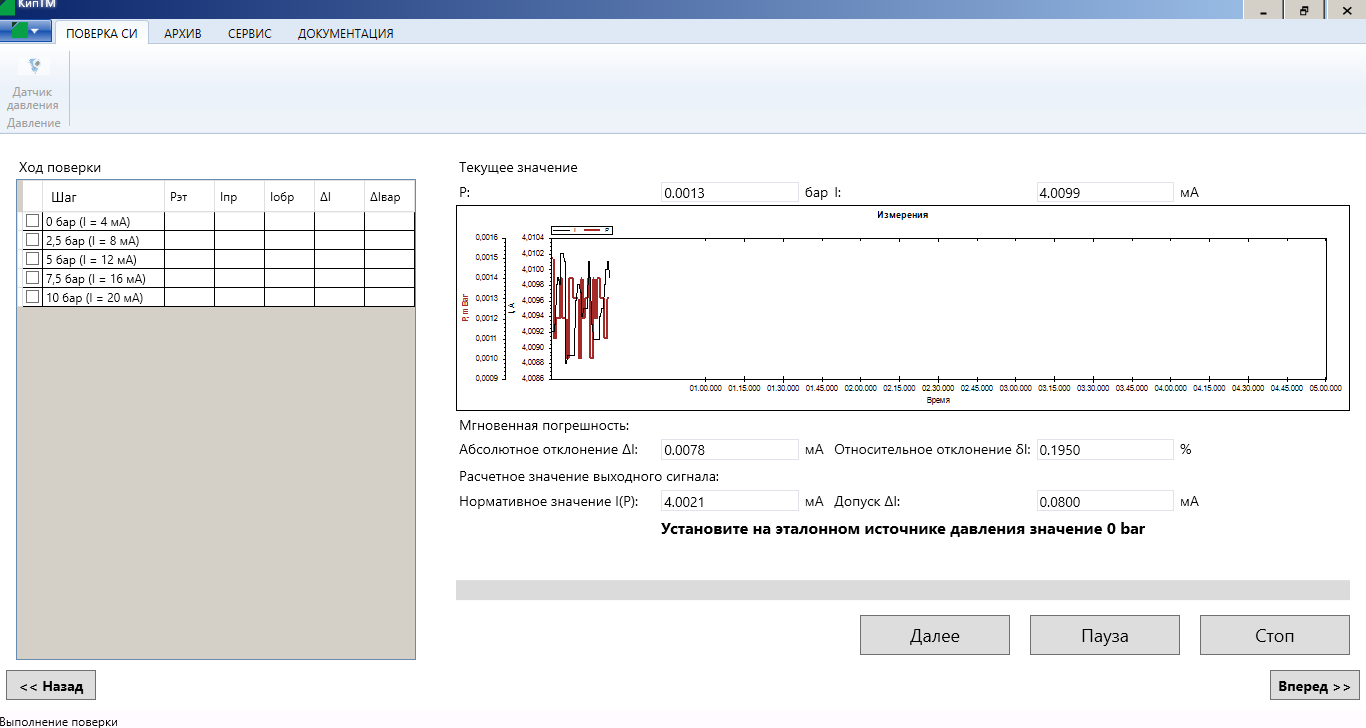 КипТМ
ПОВЕРКА СИ АРХИВ СЕРВИС ДОКУМЕНТАЦИЯ
Датчик
давления
Давление
Ход поверки
Шаг Pэт Iпр Iобр ΔI ΔIвар
0 бар (I = 4 мА)
2,5 бар (I = 8 мА)
5 бар (I = 12 мА)
7,5 бар (I = 16 мА)
10 бар (I = 20 мА)
Текущее значение
P: 0.0013 бар I: 4.0099 мА
Измерения
I P
0,0016 4,0104
0,0015 4,0102
0,0014 4,0100
0,0013 4,0098
0,0012 4,0096
0,0011 4,0094
0,0010 4,0092
0,0009 4,0090
4,0088
4,0086
P, m Bar
I, A
01:00.000 01:15.000 01:30.000 01:45.000 02:00.000 02:15.000 02:30.000 02:45.000 03:00.000 03:15.000 03:30.000 03:45.000 04:00.000 04:15.000 04:30.000 04:45.000 05:00.000
Время
Мгновенная погрешность:
Абсолютное отклонение ΔI: 0.0078 мА Относительное отклонение δI: 0.1950 %
Расчетное значение выходного сигнала:
Нормативное значение I(P): 4.0021 мА Допуск ΔI: 0.0800 мА
Установите на эталонном источнике давления значение 0 bar
Далее Пауза Стоп
<< Назад Вперед >>
Выполнение поверки